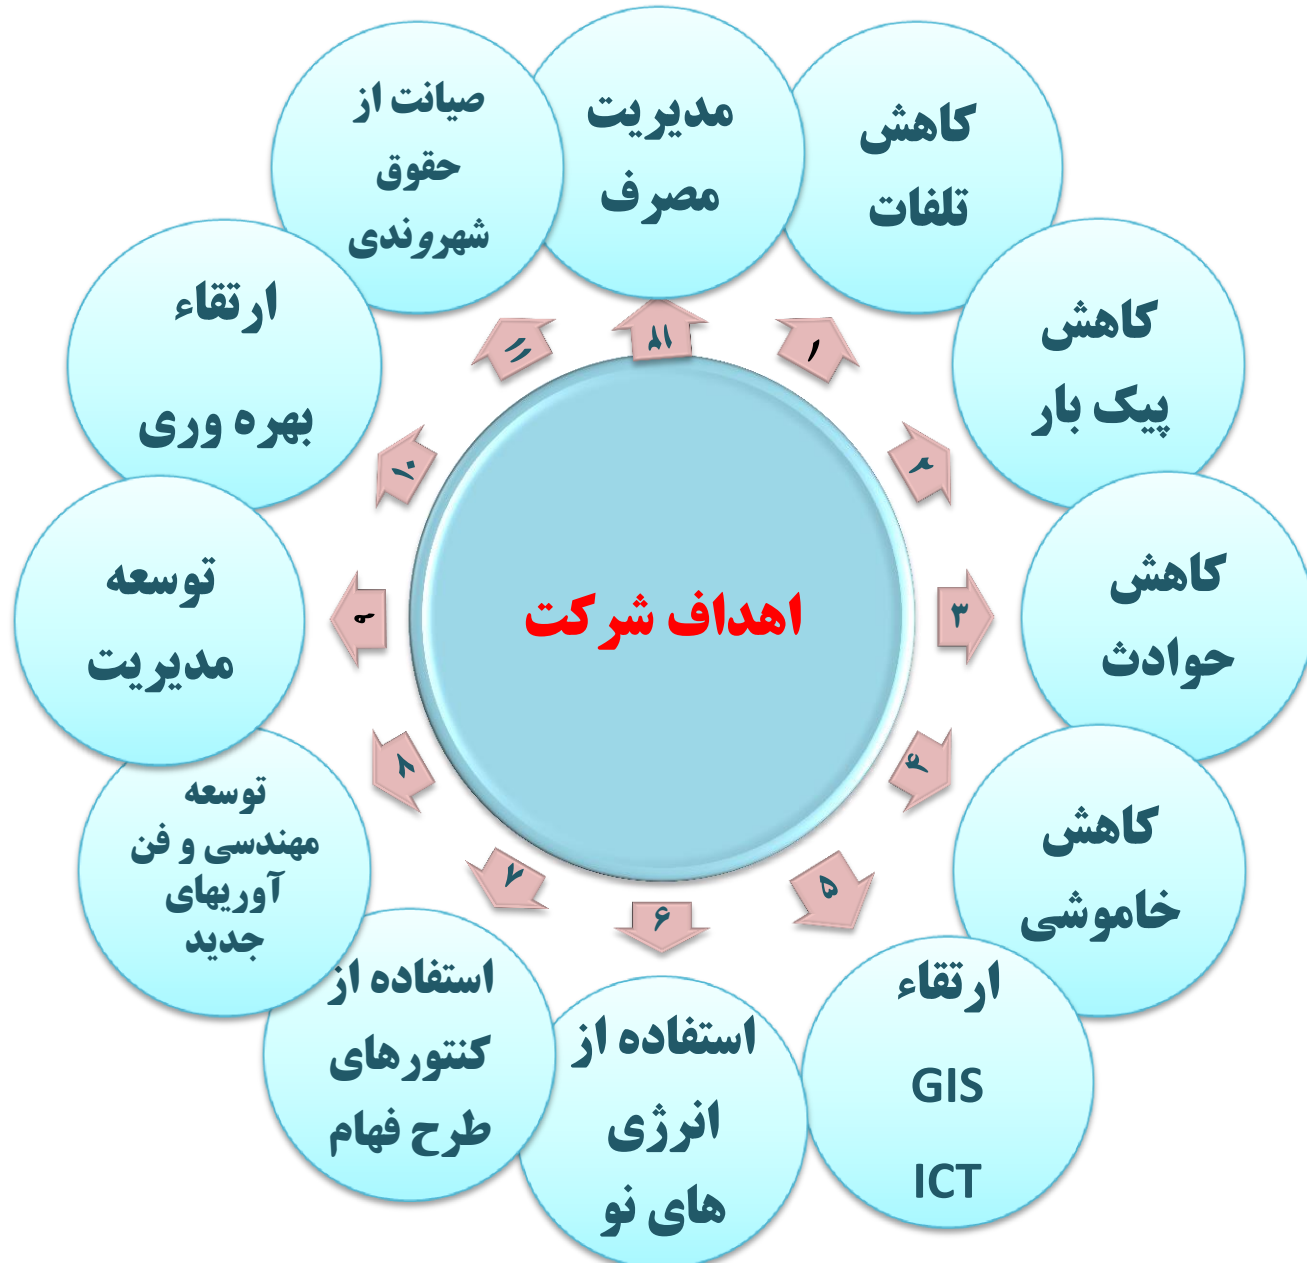 اهداف شرکت
۱
کاهش
تلفات
۲
کاهش
پیک بار
۳
کاهش
حوادث
۴
کاهش
خاموشی
۵
ارتقاء
GIS
ICT
۶
استفاده از
انرژی
های نو
۷
استفاده از
کنتورهای
طرح فهام
۸
توسعه
مهندسی و فن
آوریهای
جدید
۹
توسعه
مدیریت
۱۰
ارتقاء
بهره وری
۱۱
صیانت از
حقوق
شهروندی
مدیریت
مصرف